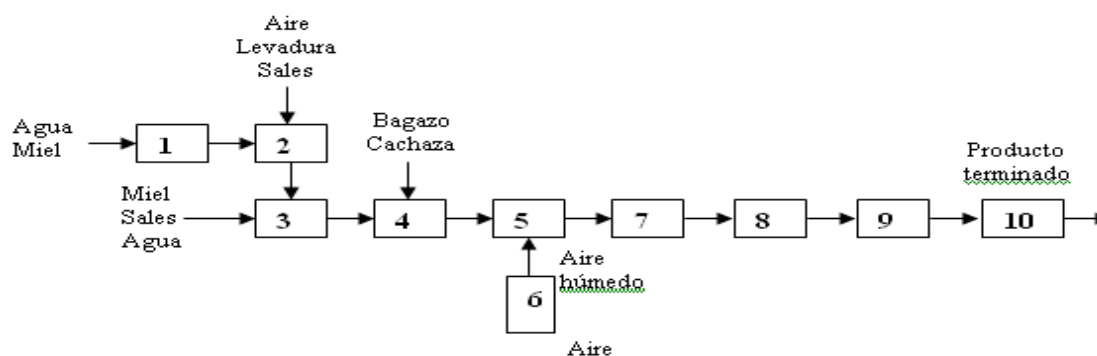 Aire
Levadura
Sales
Agua
Miel
1
2
Bagazo
Cachaza
Producto
terminado
Miel
Sales
Agua
3
4
5
7
8
9
10
Aire
húmedo
6
Aire